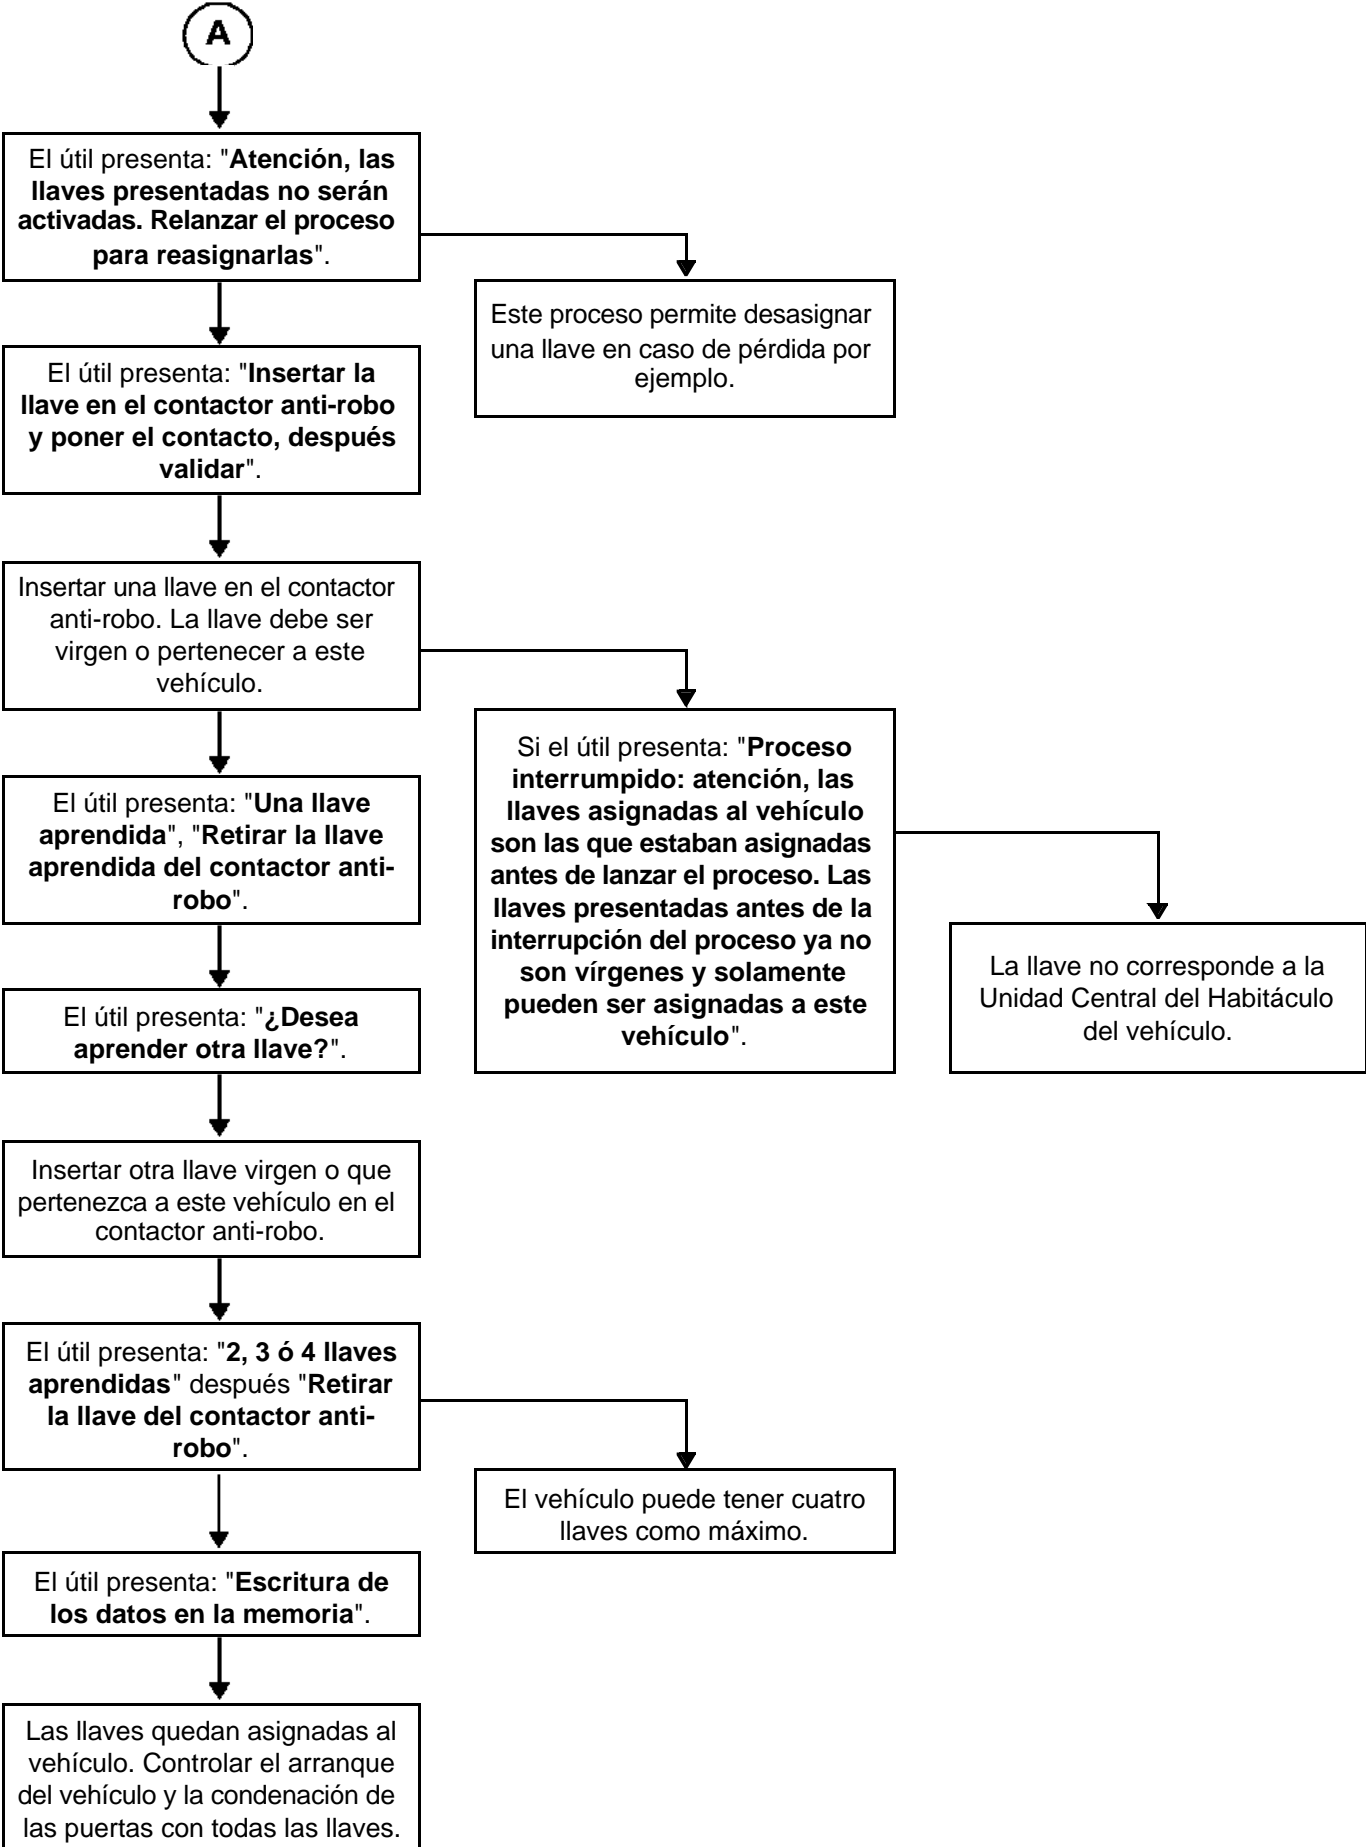 A
El útil presenta: "Atención, las
llaves presentadas no serán
activadas. Relanzar el proceso
para reasignarlas".
Este proceso permite desasignar
una llave en caso de pérdida por
ejemplo.
El útil presenta: "Insertar la
llave en el contactor anti-robo
y poner el contacto, después
validar".
Insertar una llave en el contactor
anti-robo. La llave debe ser
virgen o pertenecer a este
vehículo.
Si el útil presenta: "Proceso
interrumpido: atención, las
llaves asignadas al vehículo
son las que estaban asignadas
antes de lanzar el proceso. Las
llaves presentadas antes de la
interrupción del proceso ya no
son vírgenes y solamente
pueden ser asignadas a este
vehículo".
La llave no corresponde a la
Unidad Central del Habitáculo
del vehículo.
El útil presenta: "Una llave
aprendida", "Retirar la llave
aprendida del contactor anti-
robo".
El útil presenta: "¿Desea
aprender otra llave?".
Insertar otra llave virgen o que
pertenezca a este vehículo en el
contactor anti-robo.
El útil presenta: "2, 3 ó 4 llaves
aprendidas" después "Retirar
la llave del contactor anti-
robo".
El vehículo puede tener cuatro
llaves como máximo.
El útil presenta: "Escritura de
los datos en la memoria".
Las llaves quedan asignadas al
vehículo. Controlar el arranque
del vehículo y la condenación de
las puertas con todas las llaves.